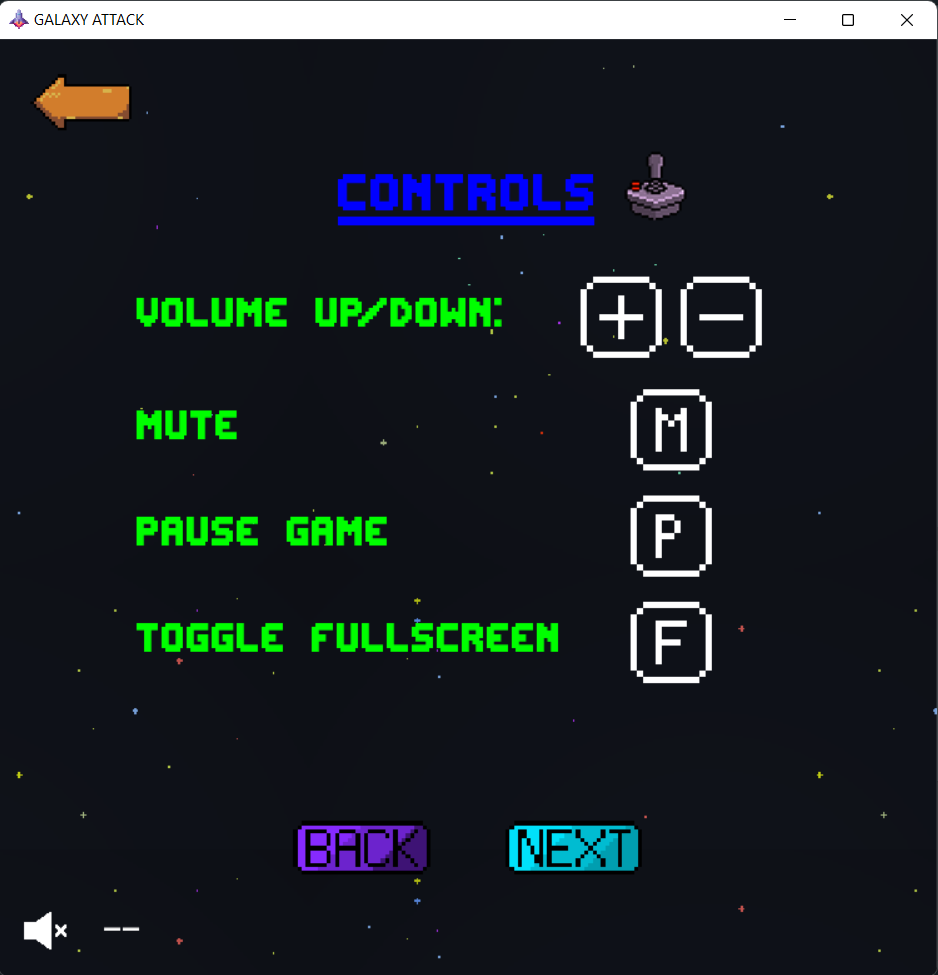 GALAXY ATTACK
CONTROLS
VOLUME UP/DOWN: + -
MUTE M
PAUSE GAME P
TOGGLE FULLSCREEN F
BACK NEXT
--